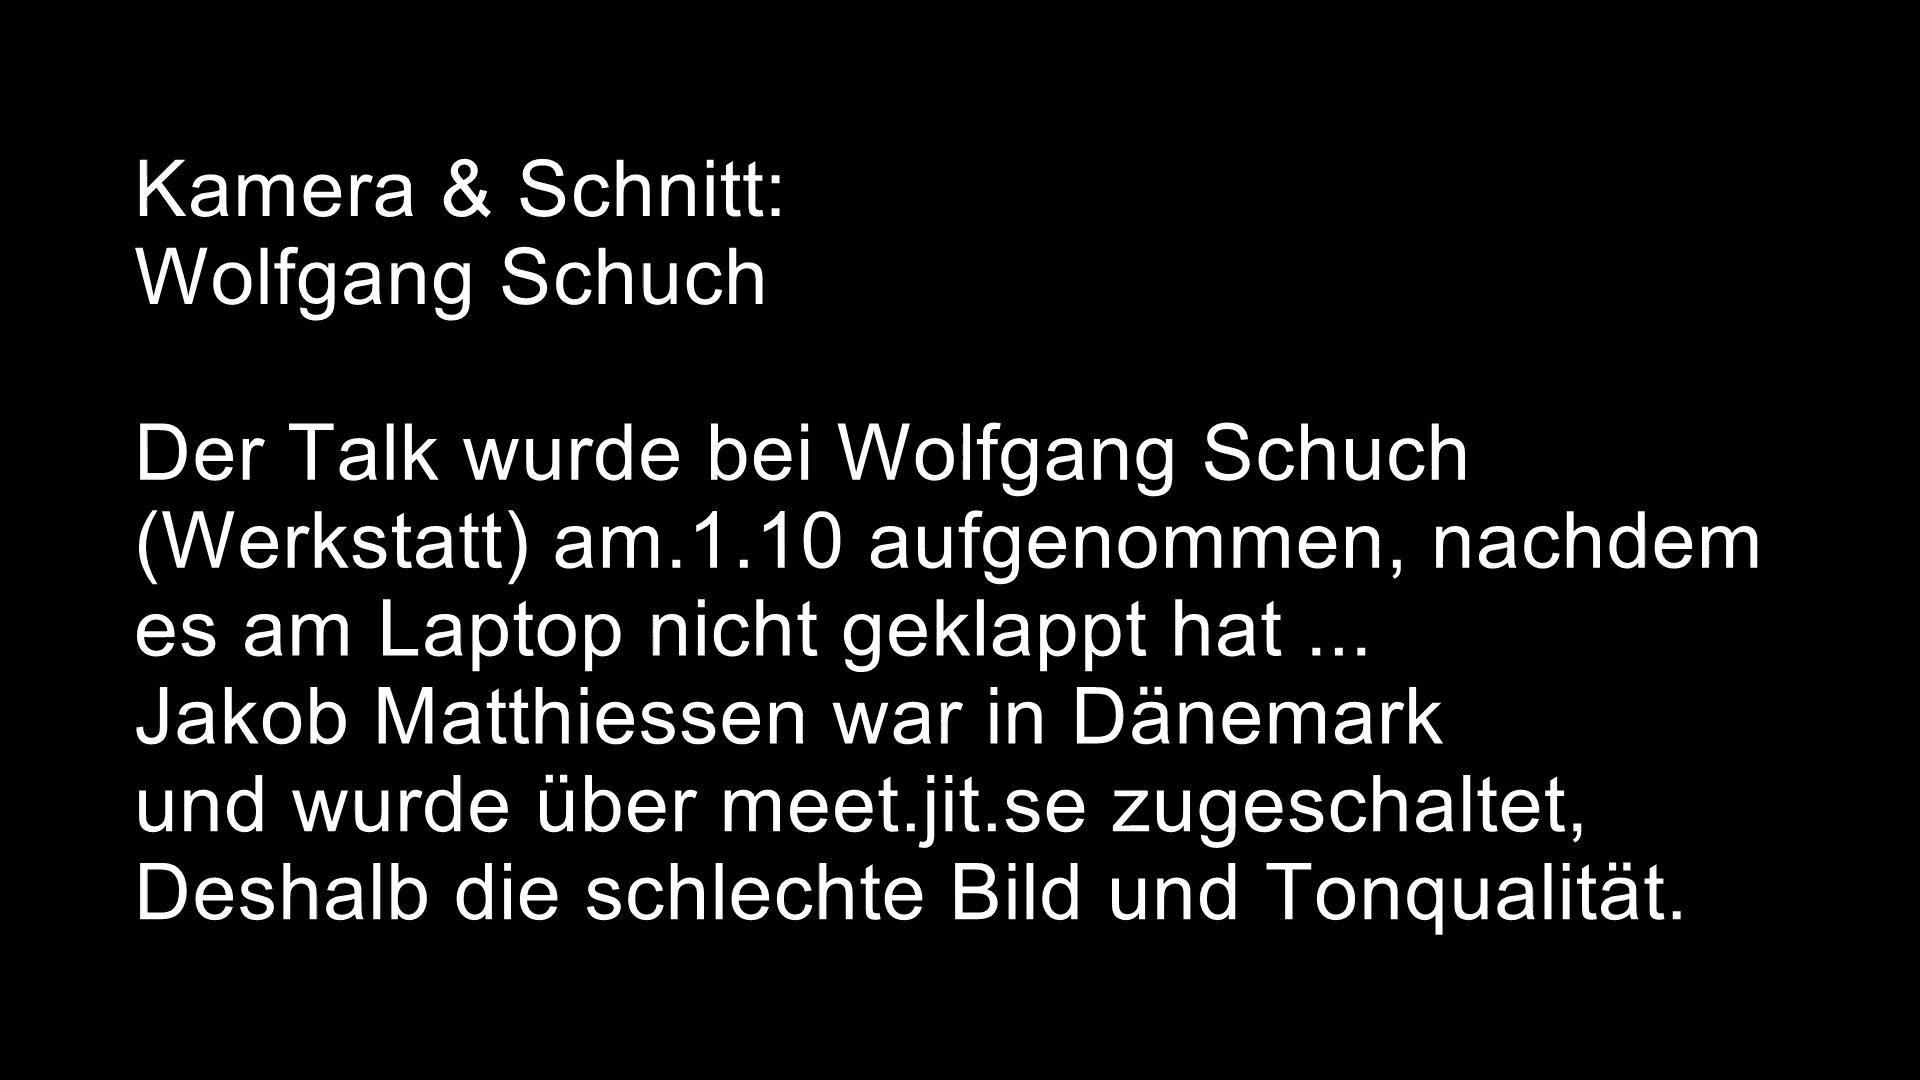 Kamera & Schnitt:
Wolfgang Schuch
Der Talk wurde bei Wolfgang Schuch
(Werkstatt) am.1.10 aufgenommen, nachdem
es am Laptop nicht geklappt hat ...
Jakob Matthiessen war in Dänemark
und wurde über meet.jit.se zugeschaltet,
Deshalb die schlechte Bild und Tonqualität.